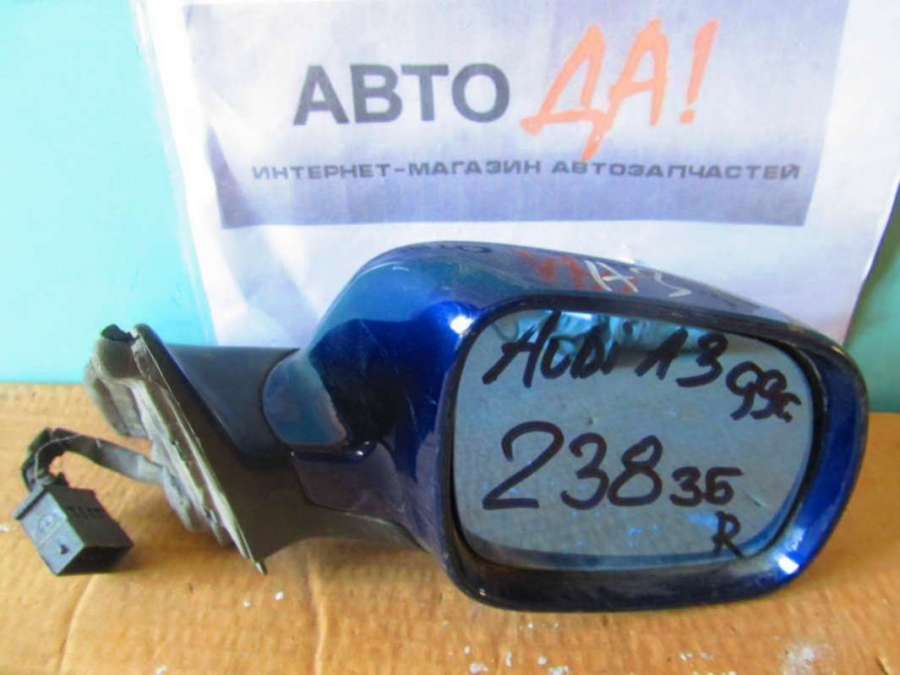 АВТО ДА!
ИНТЕРНЕТ-МАГАЗИН АВТОЗАПЧАСТЕЙ
AUDI A3
99г
238 3Б
R